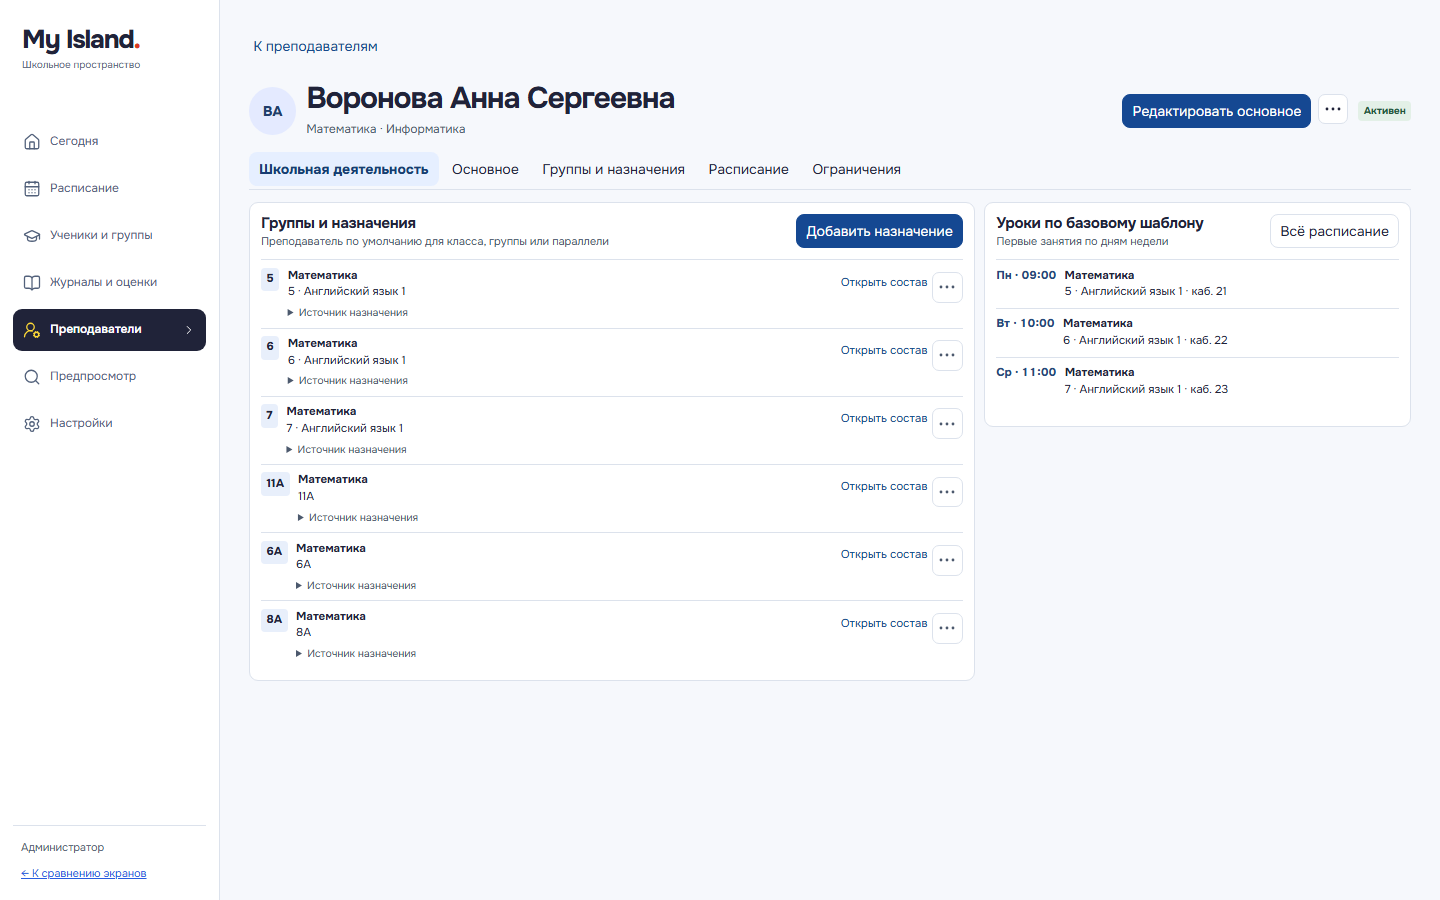 My Island.
Школьное пространство
Сегодня
Расписание
Ученики и группы
Журналы и оценки
Преподаватели
Предпросмотр
Настройки
Администратор
← К сравнению экранов
К преподавателям
ВА
Воронова Анна Сергеевна
Математика · Информатика
Редактировать основное
···
Активен
Школьная деятельность
Основное
Группы и назначения
Расписание
Ограничения
Группы и назначения
Преподаватель по умолчанию для класса, группы или параллели
Добавить назначение
5
Математика
5 · Английский язык 1
Источник назначения
Открыть состав
···
6
Математика
6 · Английский язык 1
Источник назначения
Открыть состав
···
7
Математика
7 · Английский язык 1
Источник назначения
Открыть состав
···
11А
Математика
11А
Источник назначения
Открыть состав
···
6А
Математика
6А
Источник назначения
Открыть состав
···
8А
Математика
8А
Источник назначения
Открыть состав
···
Уроки по базовому шаблону
Первые занятия по дням недели
Всё расписание
Пн · 09:00 Математика
5 · Английский язык 1 · каб. 21
Вт · 10:00 Математика
6 · Английский язык 1 · каб. 22
Ср · 11:00 Математика
7 · Английский язык 1 · каб. 23